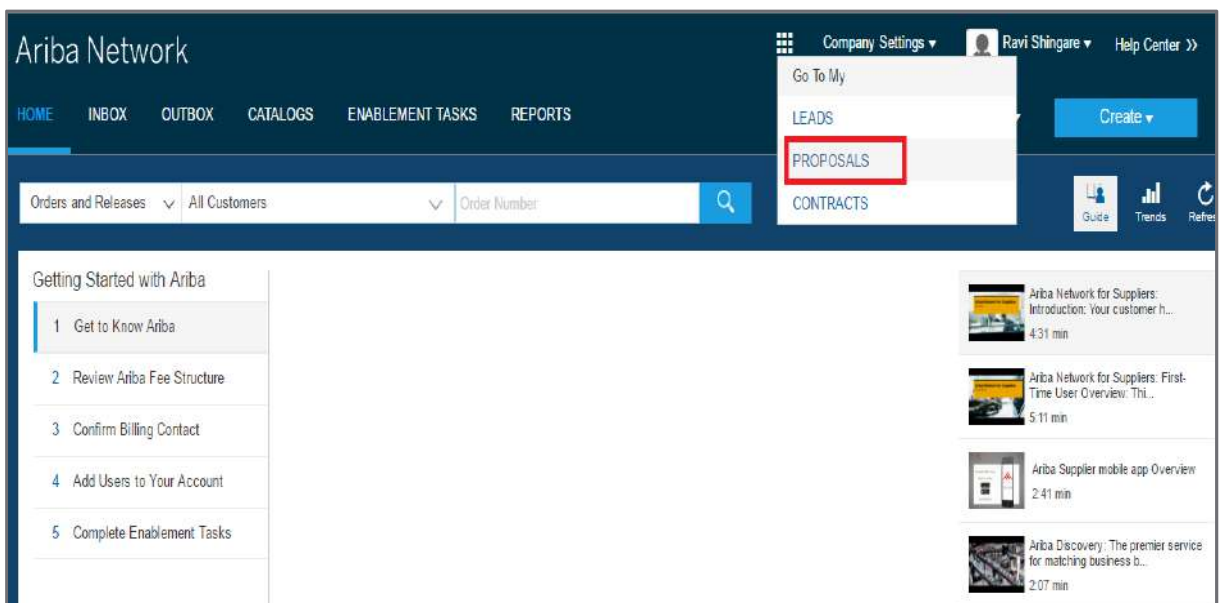 Ariba Network
Company Settings ▾
Ravi Shingare ▾
Help Center »
Go To My
LEADS
PROPOSALS
CONTRACTS
HOME
INBOX
OUTBOX
CATALOGS
ENABLEMENT TASKS
REPORTS
Create ▾
Orders and Releases
All Customers
Order Number
Guide
Trends
Refres
Getting Started with Ariba
1 Get to Know Ariba
2 Review Ariba Fee Structure
3 Confirm Billing Contact
4 Add Users to Your Account
5 Complete Enablement Tasks
Ariba Network for Suppliers:
Introduction: Your customer h...
4:31 min
Ariba Network for Suppliers: First-
Time User Overview: Thi...
5:11 min
Ariba Supplier mobile app Overview
2:41 min
Ariba Discovery: The premier service
for matching business b...
2:07 min